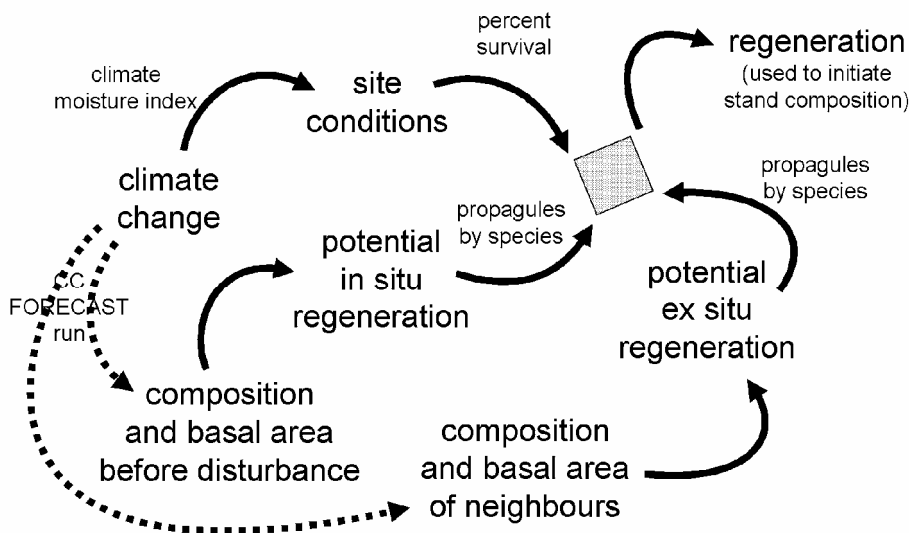 percent
survival
regeneration
(used to initiate
stand composition)
climate
moisture index
site
conditions
climate
change
propagules
by species
propagules
by species
potential
in situ
regeneration
potential
ex situ
regeneration
CC
FORECAST
run
composition
and basal area
before disturbance
composition
and basal area
of neighbours